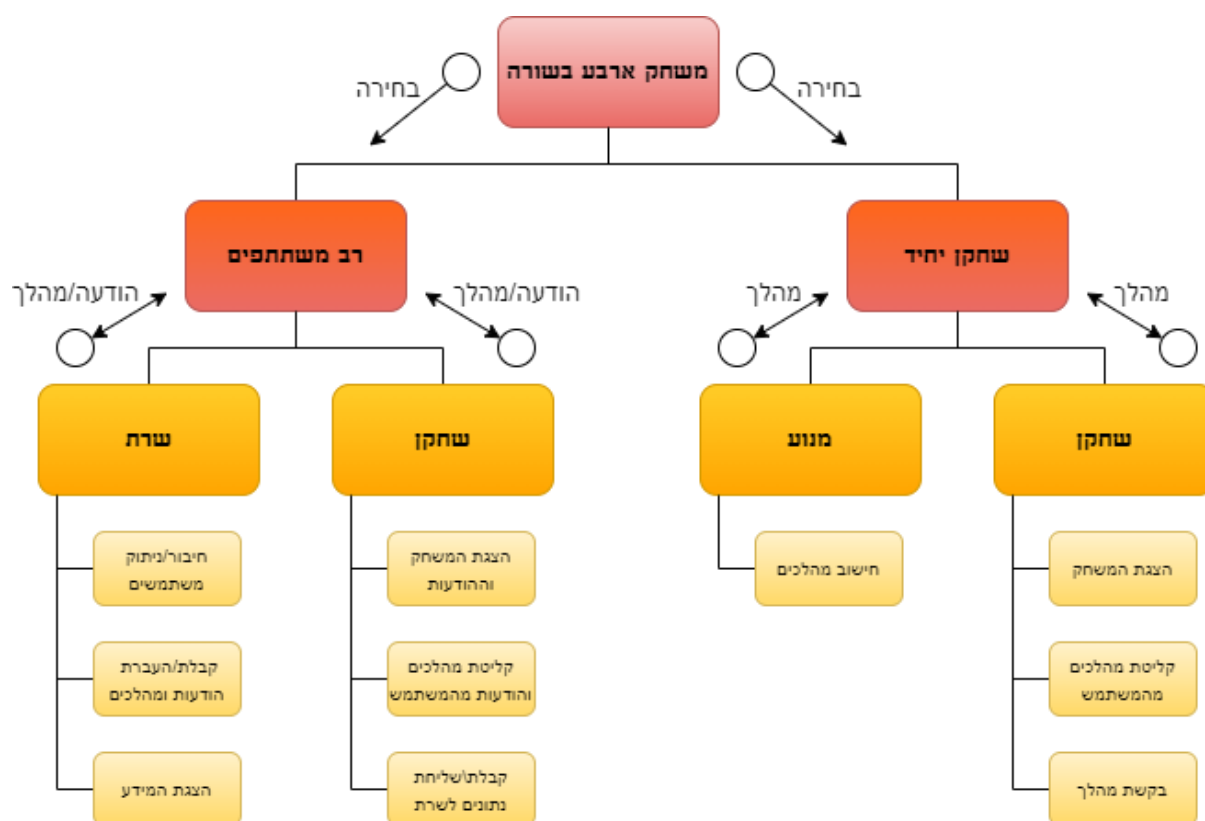 משחק ארבע בשורה
בחירה
בחירה
שחקן יחיד
רב משתתפים
מהלך
מהלך
הודעה/מהלך
הודעה/מהלך
שחקן
מנוע
שחקן
שרת
הצגת המשחק
חישוב מהלכים
הצגת המשחק
וההודעות
חיבור/ניתוק
משתמשים
קליטת מהלכים
מהמשתמש
קליטת מהלכים
והודעות מהמשתמש
קבלת/העברת
הודעות ומהלכים
בקשת מהלך
קבלת\שליחת
נתונים לשרת
הצגת המידע